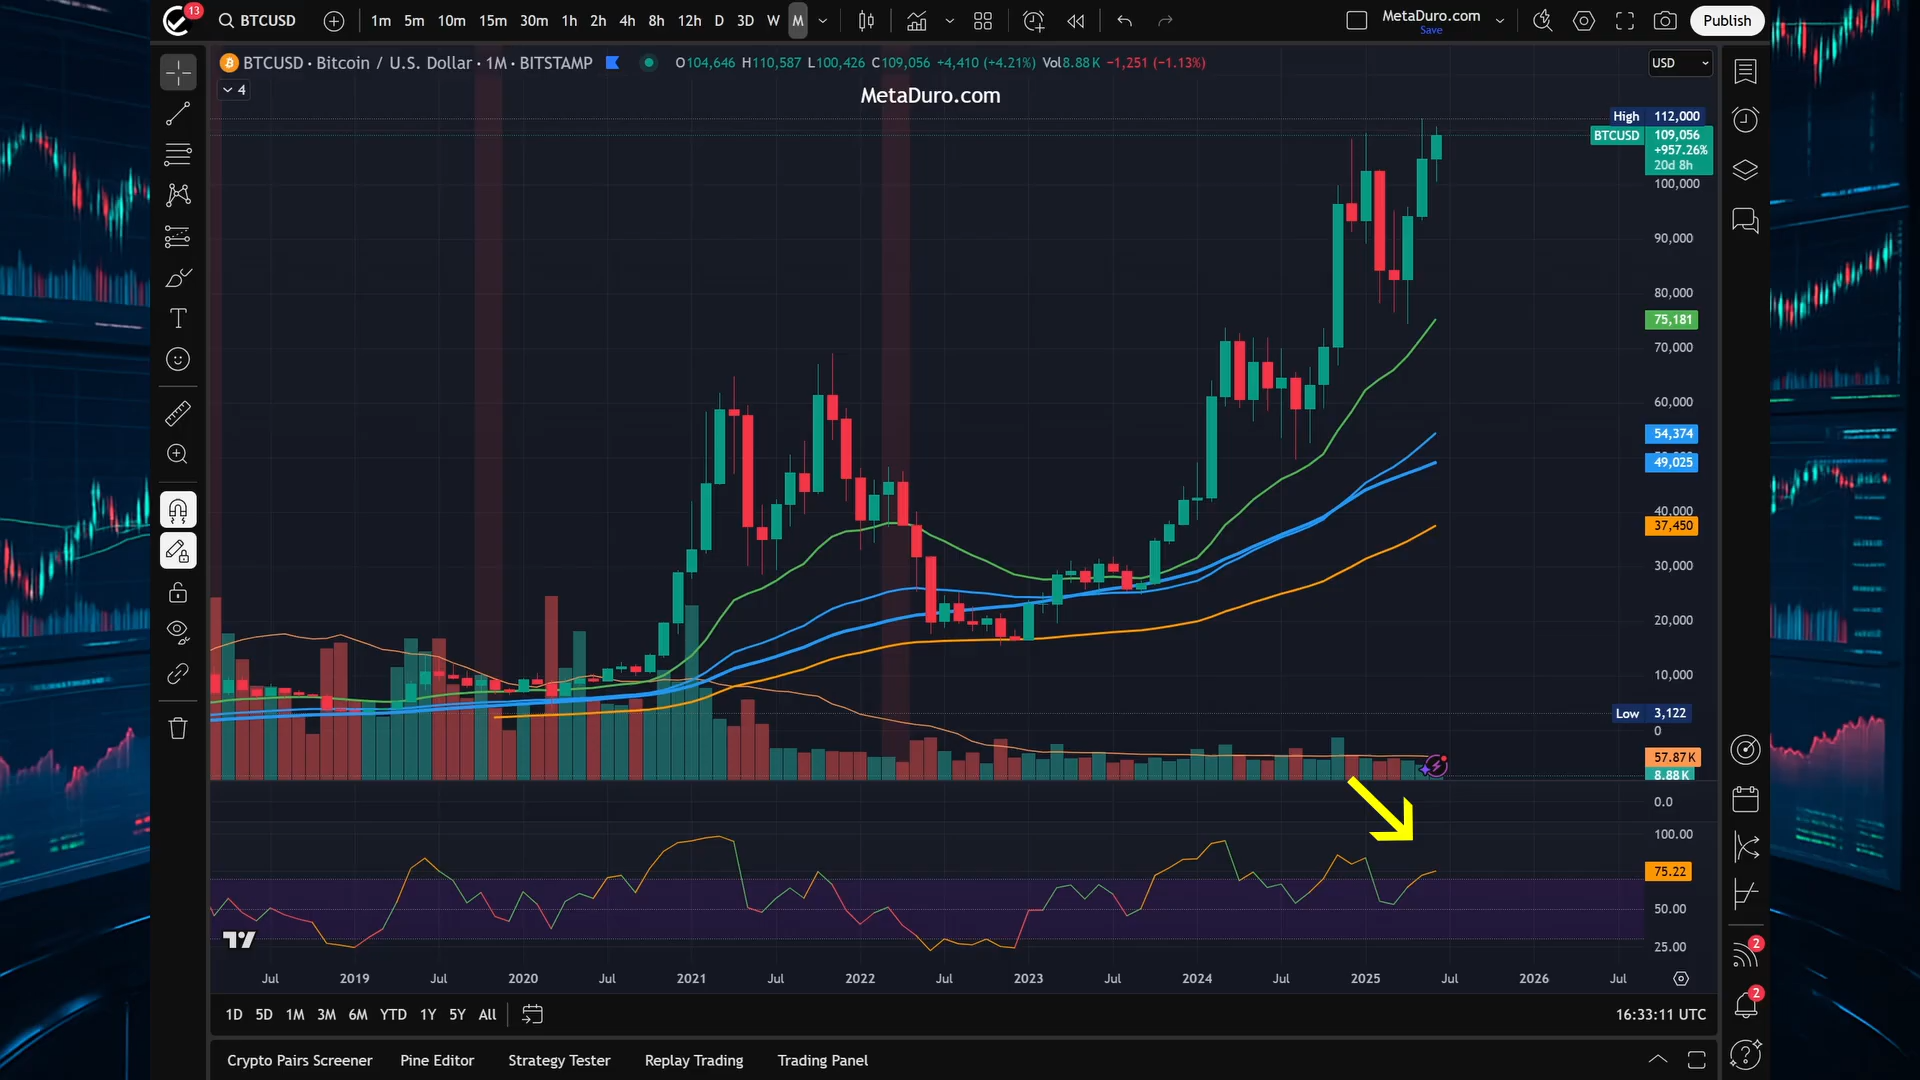 13
BTCUSD
1m 5m 10m 15m 30m 1h 2h 4h 8h 12h D 3D W M
MetaDuro.com
Save
Publish
BTCUSD · Bitcoin / U.S. Dollar · 1M · BITSTAMP
O104,646 H110,587 L100,426 C109,056 +4,410 (+4.21%) Vol8.88K −1,251 (−1.13%)
USD
4
MetaDuro.com
High 112,000
BTCUSD 109,056
+957.26%
20d 8h
100,000
90,000
80,000
75,181
70,000
60,000
54,374
49,025
40,000
37,450
30,000
20,000
10,000
Low 3,122
0
57.87K
8.88K
0.0
100.00
75.22
50.00
25.00
Jul 2019 Jul 2020 Jul 2021 Jul 2022 Jul 2023 Jul 2024 Jul 2025 Jul 2026 Jul
2
2
1D 5D 1M 3M 6M YTD 1Y 5Y All
16:33:11 UTC
Crypto Pairs Screener Pine Editor Strategy Tester Replay Trading Trading Panel